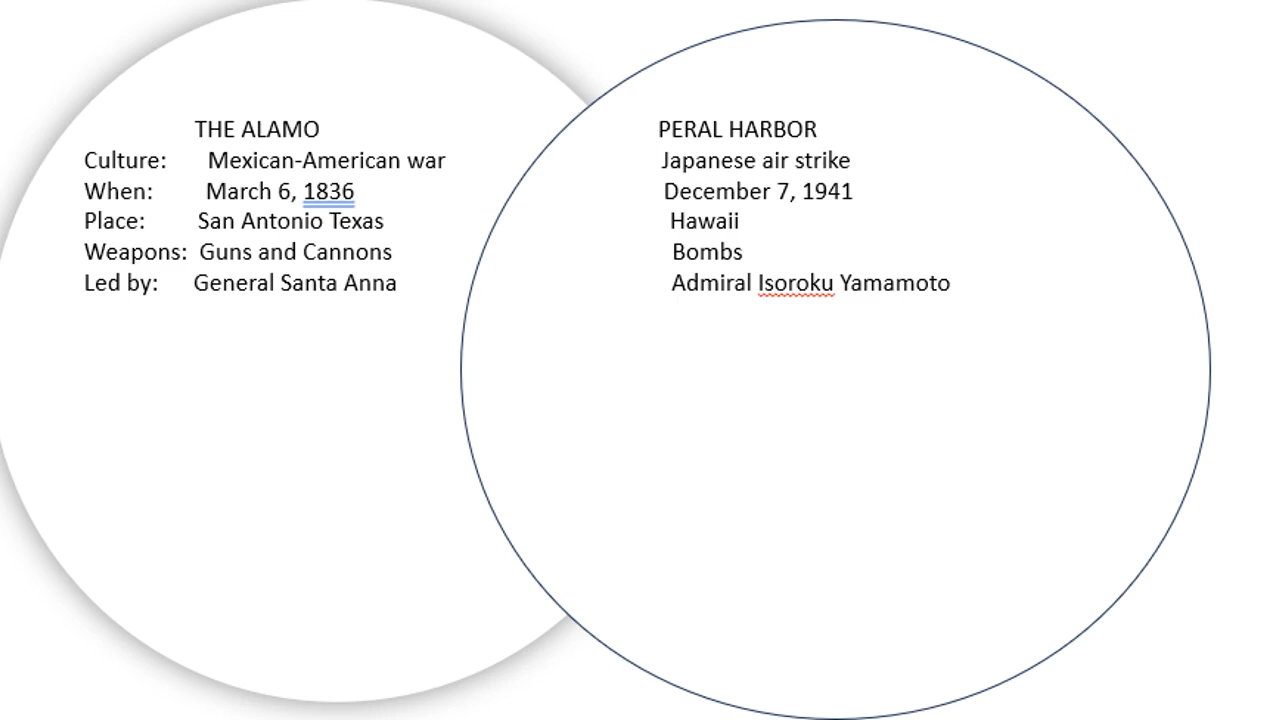 THE ALAMO PERAL HARBOR
Culture: Mexican-American war Japanese air strike
When: March 6, 1836 December 7, 1941
Place: San Antonio Texas Hawaii
Weapons: Guns and Cannons Bombs
Led by: General Santa Anna Admiral Isoroku Yamamoto